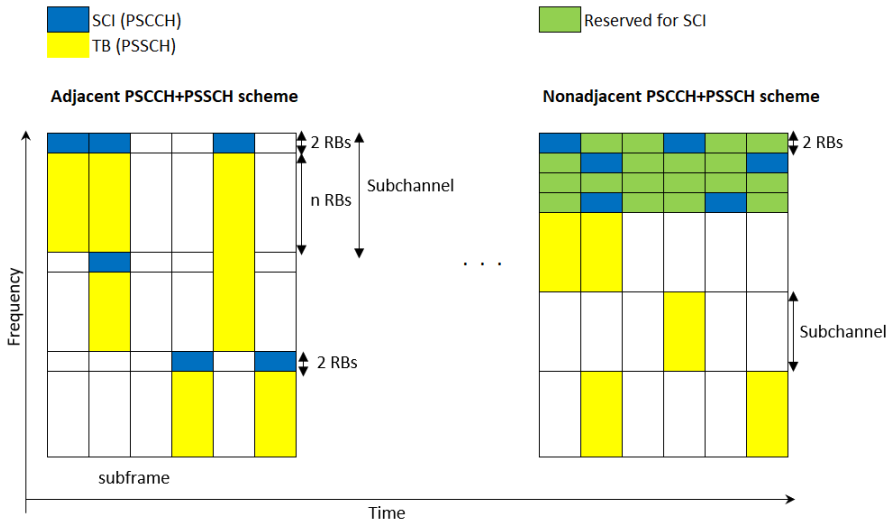 SCI (PSCCH)
TB (PSSCH)
Reserved for SCI
Adjacent PSCCH+PSSCH scheme
Nonadjacent PSCCH+PSSCH scheme
2 RBs
n RBs
Subchannel
2 RBs
. . .
2 RBs
Subchannel
Frequency
subframe
Time